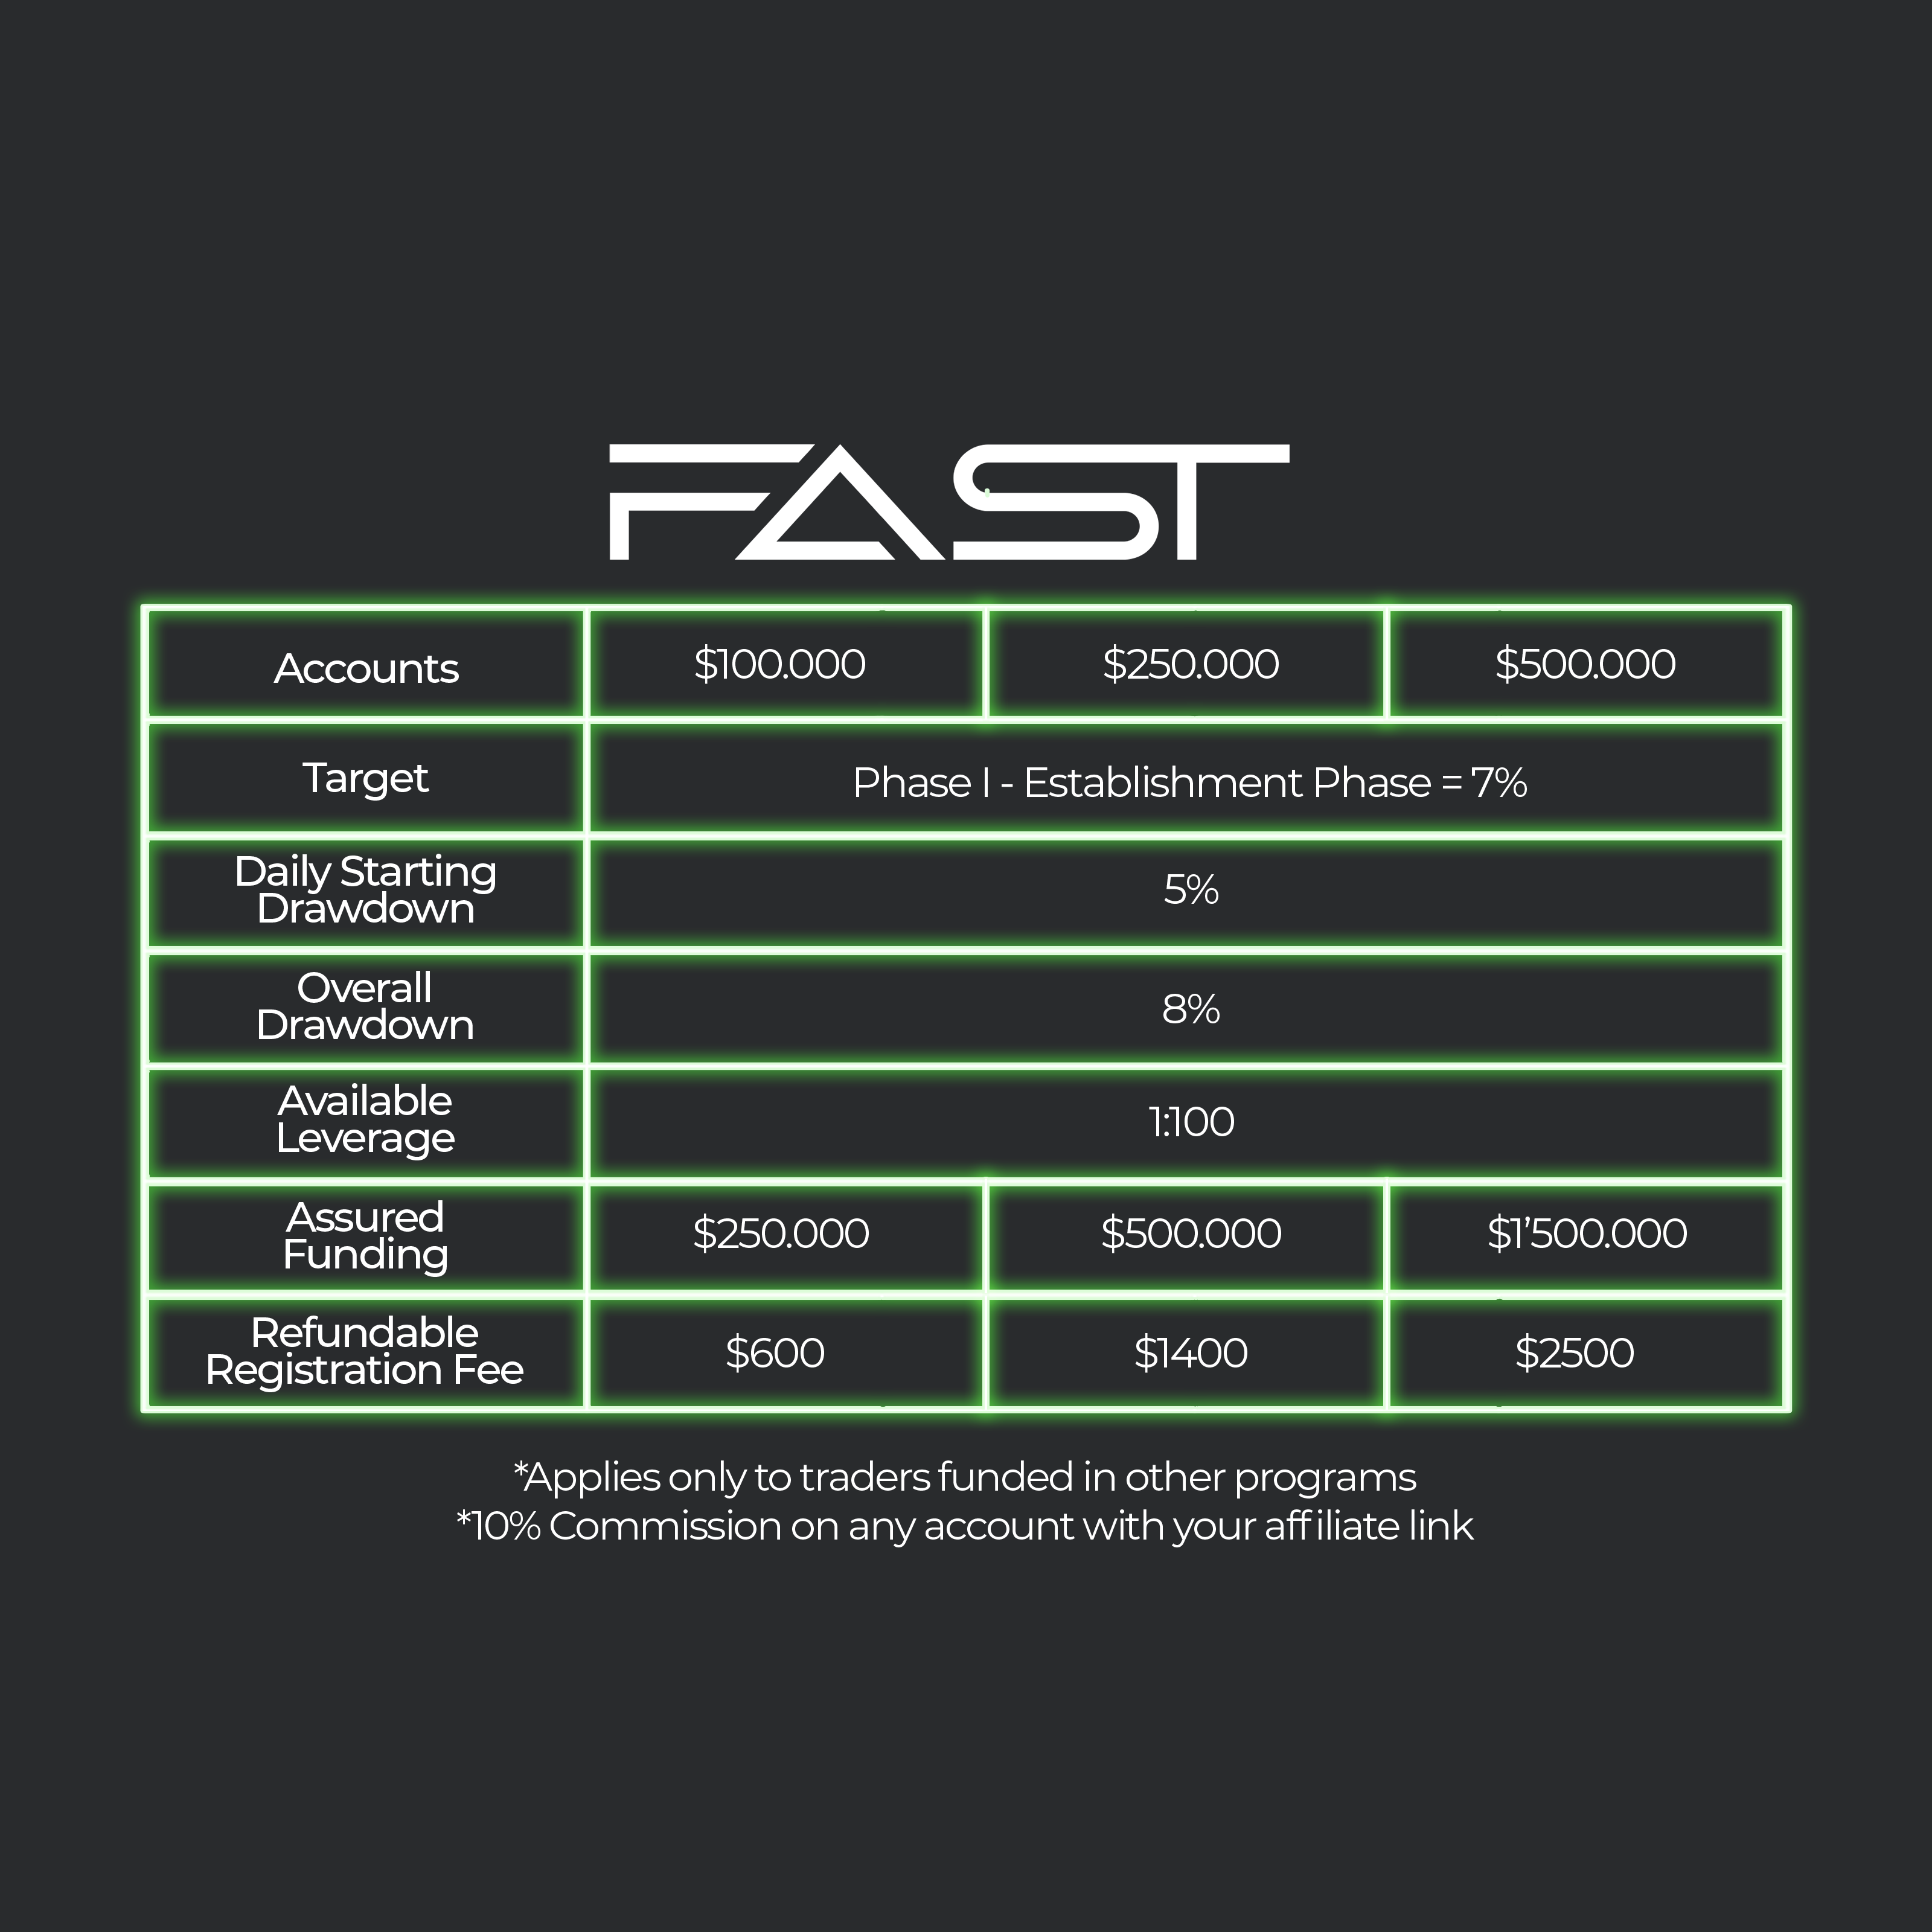 FAST
Accounts
$100.000
$250.000
$500.000
Target
Phase I - Establishment Phase = 7%
Daily Starting
Drawdown
5%
Overall
Drawdown
8%
Available
Leverage
1:100
Assured
Funding
$250.000
$500.000
$1’500.000
Refundable
Registration Fee
$600
$1400
$2500
*Applies only to traders funded in other programs
*10% Commission on any account with your affiliate link